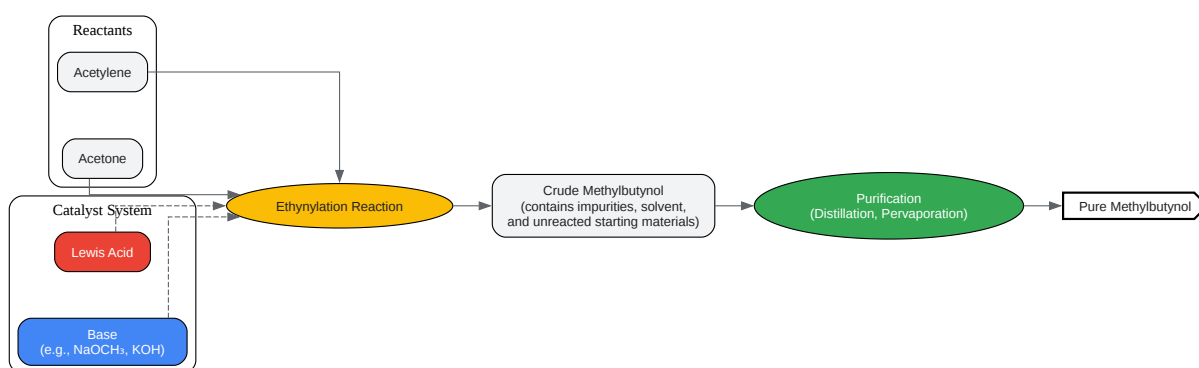 Reactants
Acetylene
Acetone
Catalyst System
Lewis Acid
Base
(e.g., NaOCH₃, KOH)
Ethynylation Reaction
Crude Methylbutynol
(contains impurities, solvent,
and unreacted starting materials)
Purification
(Distillation, Pervaporation)
Pure Methylbutynol